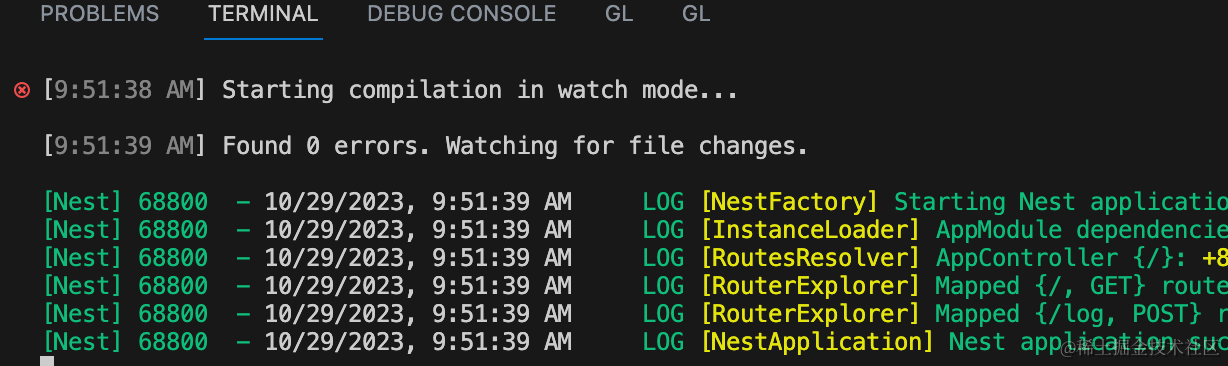 PROBLEMS TERMINAL DEBUG CONSOLE GL GL
[9:51:38 AM] Starting compilation in watch mode...
[9:51:39 AM] Found 0 errors. Watching for file changes.
[Nest] 68800 - 10/29/2023, 9:51:39 AM LOG [NestFactory] Starting Nest applicatio
[Nest] 68800 - 10/29/2023, 9:51:39 AM LOG [InstanceLoader] AppModule dependencie
[Nest] 68800 - 10/29/2023, 9:51:39 AM LOG [RoutesResolver] AppController {/}: +8
[Nest] 68800 - 10/29/2023, 9:51:39 AM LOG [RouterExplorer] Mapped {/, GET} route
[Nest] 68800 - 10/29/2023, 9:51:39 AM LOG [RouterExplorer] Mapped {/log, POST} r
[Nest] 68800 - 10/29/2023, 9:51:39 AM LOG [NestApplication] Nest application suc
@稀土掘金技术社区